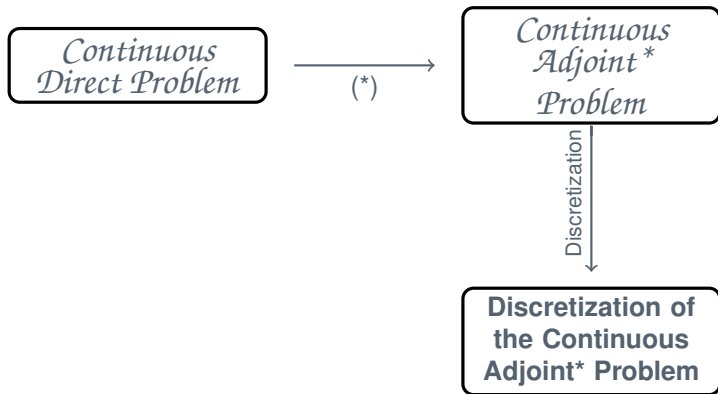 Continuous
Direct Problem
(*)
Continuous
Adjoint*
Problem
Discretization
Discretization of
the Continuous
Adjoint* Problem